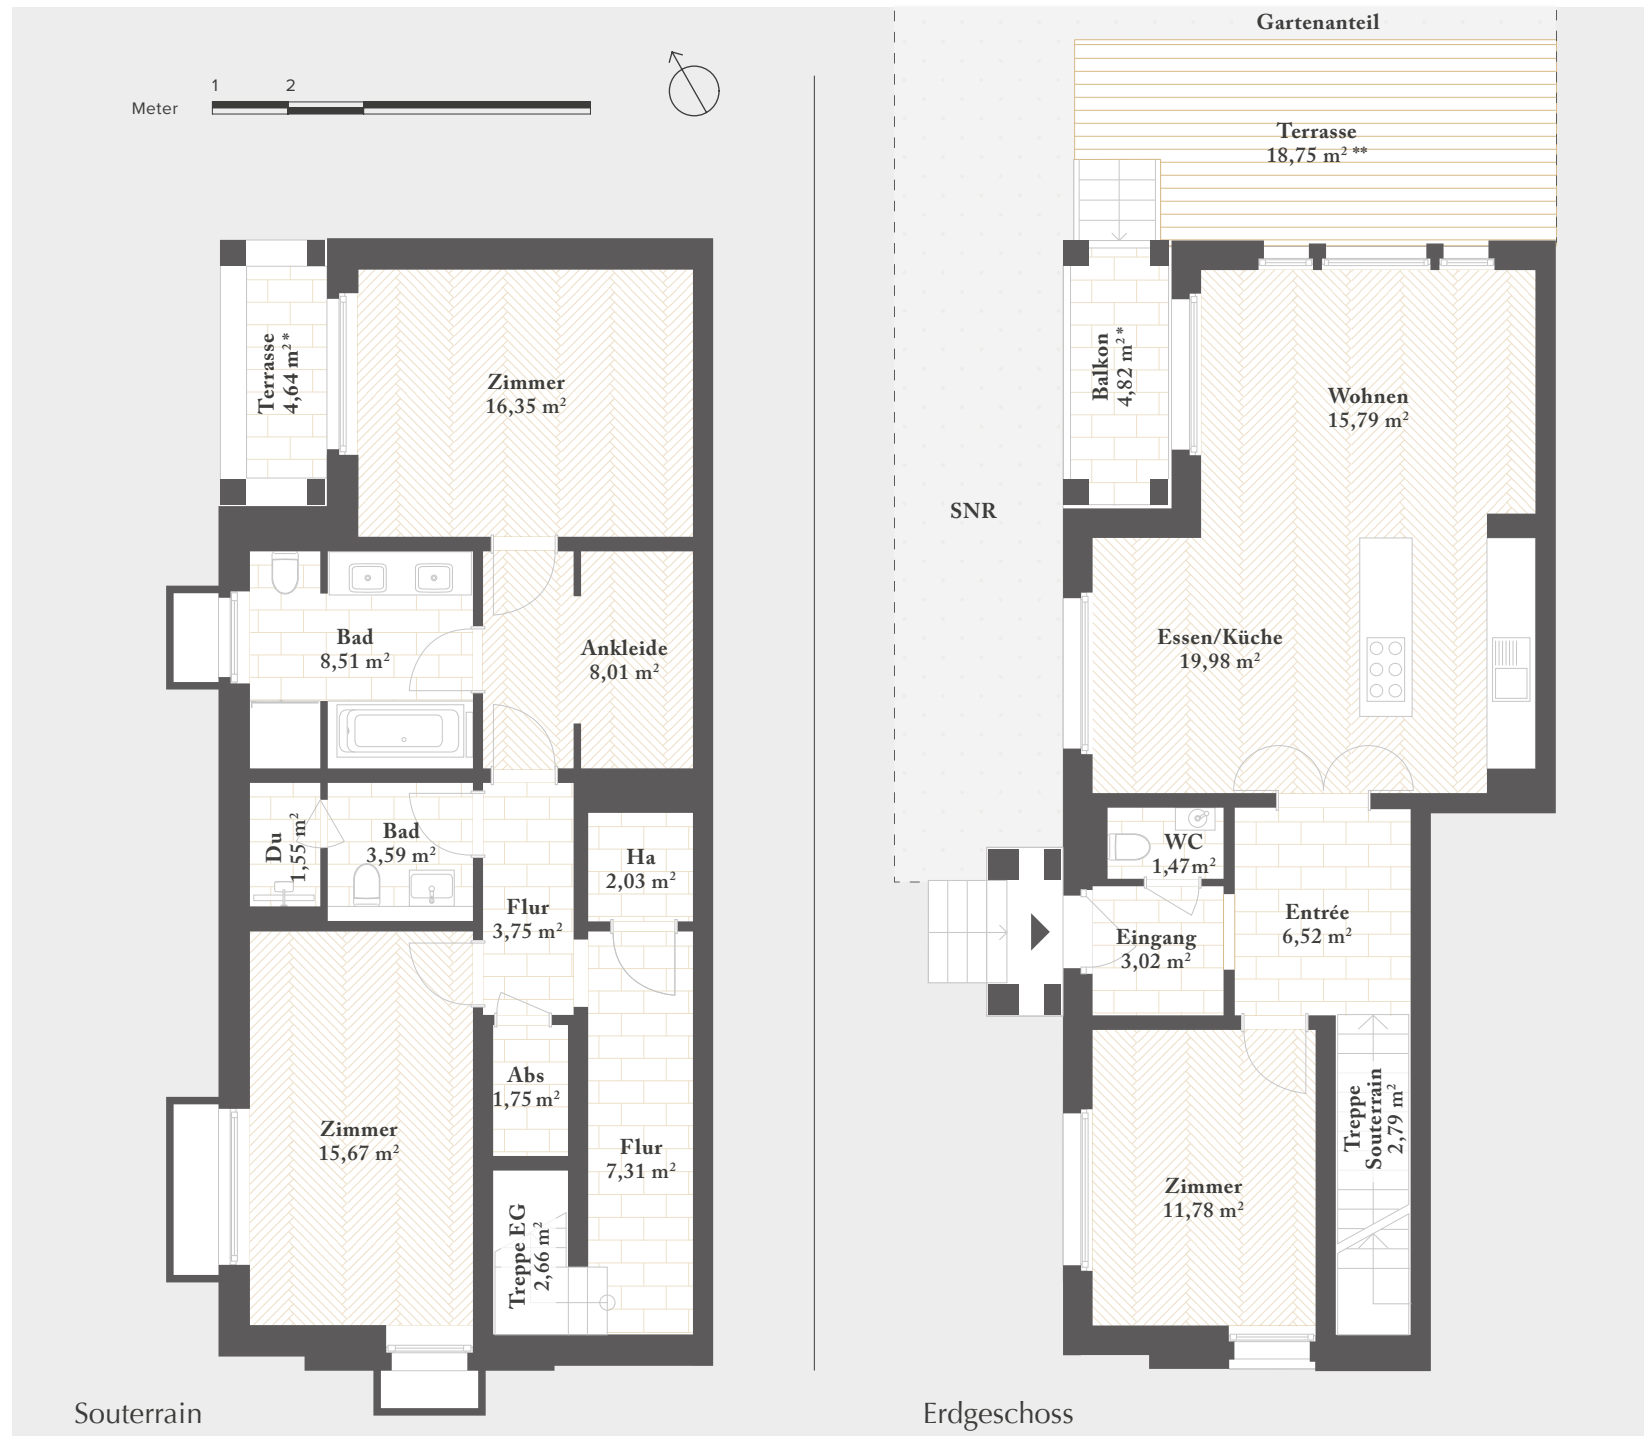 Gartenanteil
1
2
Meter
Terrasse
18,75 m² **
Terrasse
4,64 m² *
Zimmer
16,35 m²
Balkon
4,82 m² *
Wohnen
15,79 m²
SNR
Bad
8,51 m²
Ankleide
8,01 m²
Essen/Küche
19,98 m²
Du
1,55 m²
Bad
3,59 m²
Ha
2,03 m²
Flur
3,75 m²
WC
1,47m²
Entrée
6,52 m²
Eingang
3,02 m²
Abs
1,75 m²
Zimmer
15,67 m²
Flur
7,31 m²
Treppe EG
2,66 m²
Treppe
Souterrain
2,79 m²
Zimmer
11,78 m²
Souterrain
Erdgeschoss